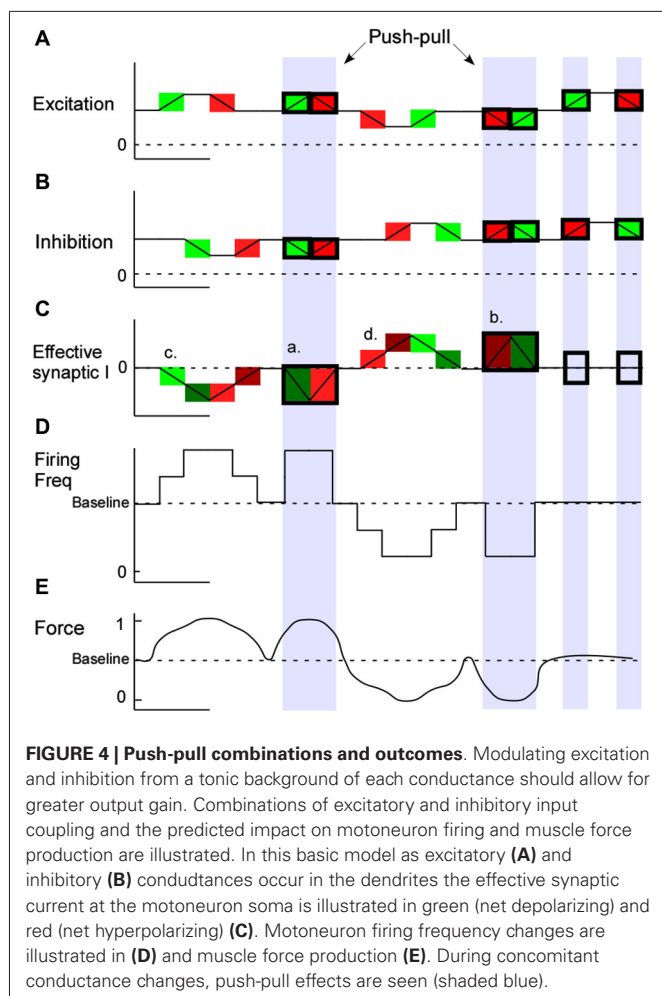 A
Push-pull
Excitation
0
B
Inhibition
0
C
Effective
synaptic I
0
c.
a.
d.
b.
D
Firing
Freq
Baseline
0
E
Force
1
Baseline
0
FIGURE 4 | Push-pull combinations and outcomes. Modulating excitation
and inhibition from a tonic background of each conductance should allow for
greater output gain. Combinations of excitatory and inhibitory input
coupling and the predicted impact on motoneuron firing and muscle force
production are illustrated. In this basic model as excitatory (A) and
inhibitory (B) condudtances occur in the dendrites the effective synaptic
current at the motoneuron soma is illustrated in green (net depolarizing) and
red (net hyperpolarizing) (C). Motoneuron firing frequency changes are
illustrated in (D) and muscle force production (E). During concomitant
conductance changes, push-pull effects are seen (shaded blue).